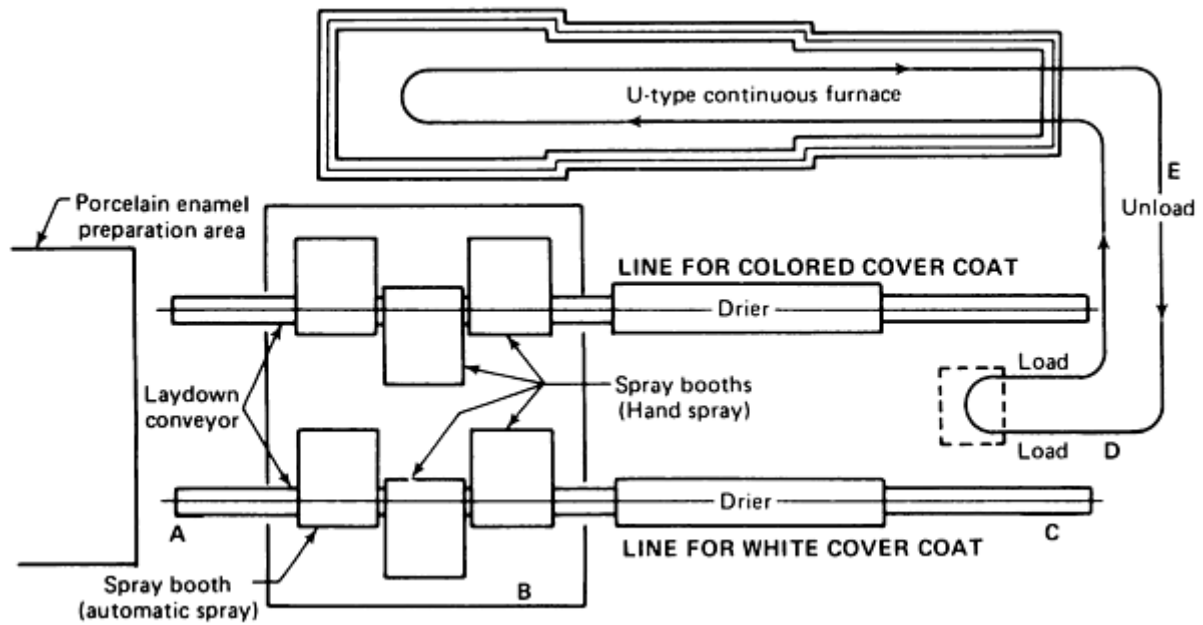 U-type continuous furnace
E
Unload
Porcelain enamel
preparation area
LINE FOR COLORED COVER COAT
Drier
Load
Laydown
conveyor
Spray booths
(Hand spray)
Load
D
Drier
A
C
LINE FOR WHITE COVER COAT
Spray booth
(automatic spray)
B